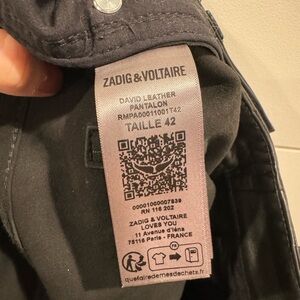 ZADIG & VOLTAIRE
DAVID LEATHER
PANTALON
RMPA00011001T42
TAILLE 42
00001000007839
RN 116 202
ZADIG & VOLTAIRE
LOVES YOU
11 Avenue d'Iéna
75116 Paris - FRANCE
FR
quefairedemesdechets.fr